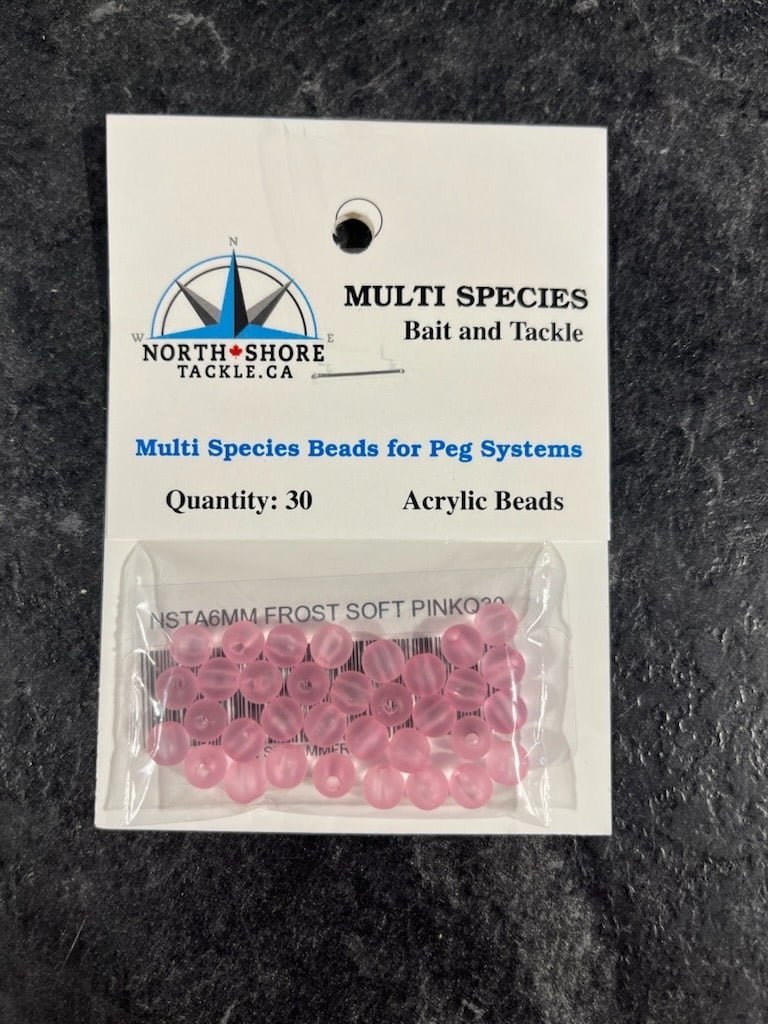 N
W E
NORTH SHORE
TACKLE.CA
MULTI SPECIES
Bait and Tackle
Multi Species Beads for Peg Systems
Quantity: 30 Acrylic Beads
NSTA6MM FROST SOFT PINKQ30